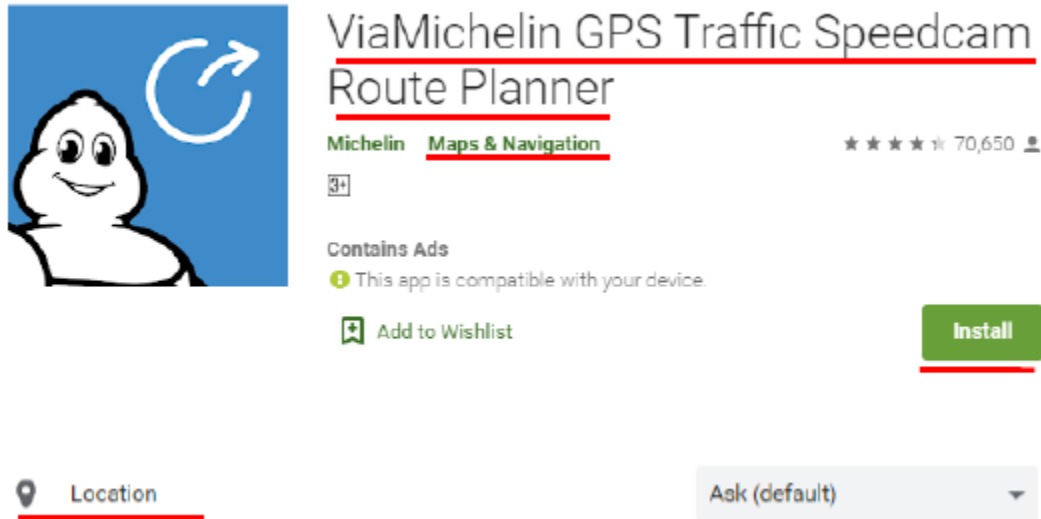 ViaMichelin GPS Traffic Speedcam
Route Planner
Michelin Maps & Navigation 70,650
3+
Contains Ads
This app is compatible with your device.
Add to Wishlist
Install
Location Ask (default)